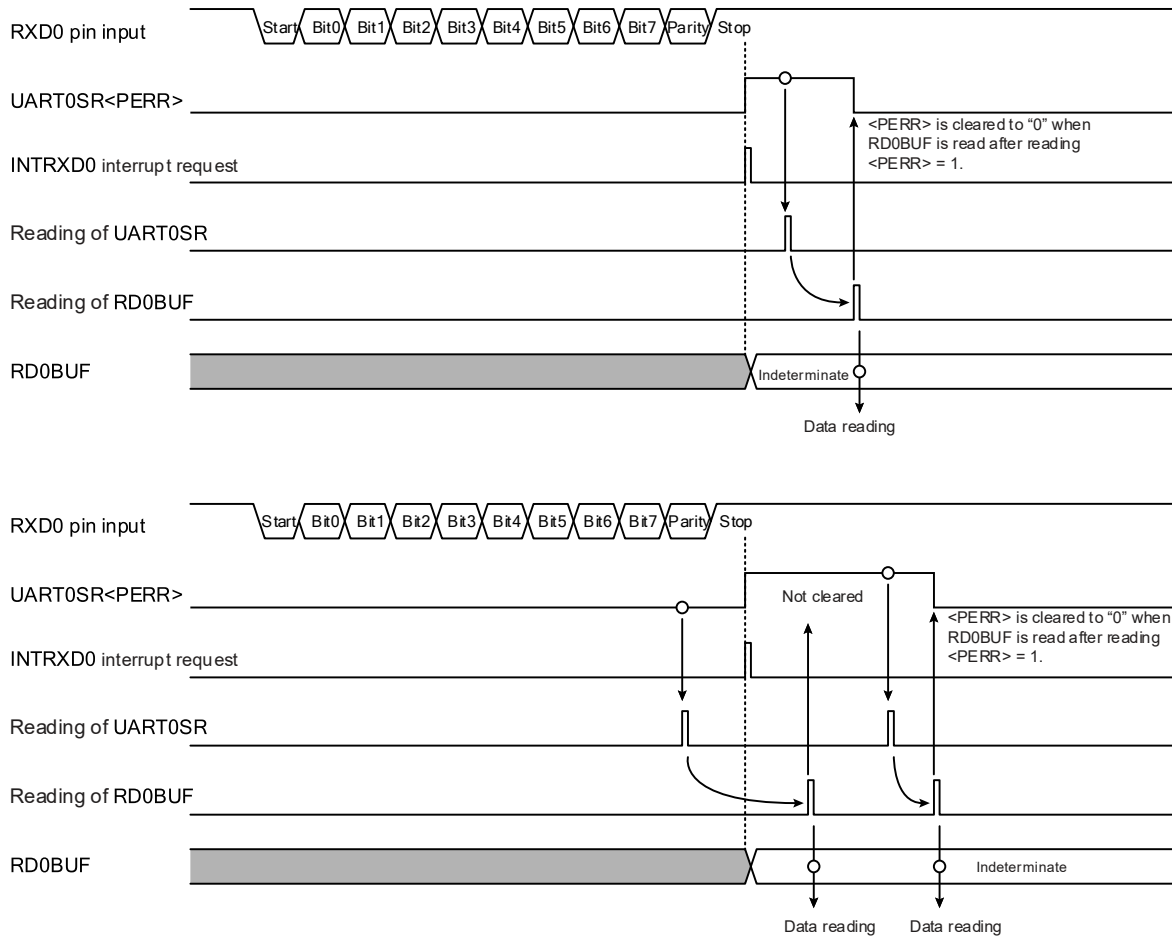 RXD0 pin input
Start Bit0 Bit1 Bit2 Bit3 Bit4 Bit5 Bit6 Bit7 Parity Stop
UART0SR<PERR>
<PERR> is cleared to “0” when
RD0BUF is read after reading
<PERR> = 1.
INTRXD0 interrupt request
Reading of UART0SR
Reading of RD0BUF
RD0BUF
Indeterminate
Data reading
RXD0 pin input
Start Bit0 Bit1 Bit2 Bit3 Bit4 Bit5 Bit6 Bit7 Parity Stop
UART0SR<PERR>
Not cleared
<PERR> is cleared to “0” when
RD0BUF is read after reading
<PERR> = 1.
INTRXD0 interrupt request
Reading of UART0SR
Reading of RD0BUF
RD0BUF
Indeterminate
Data reading Data reading